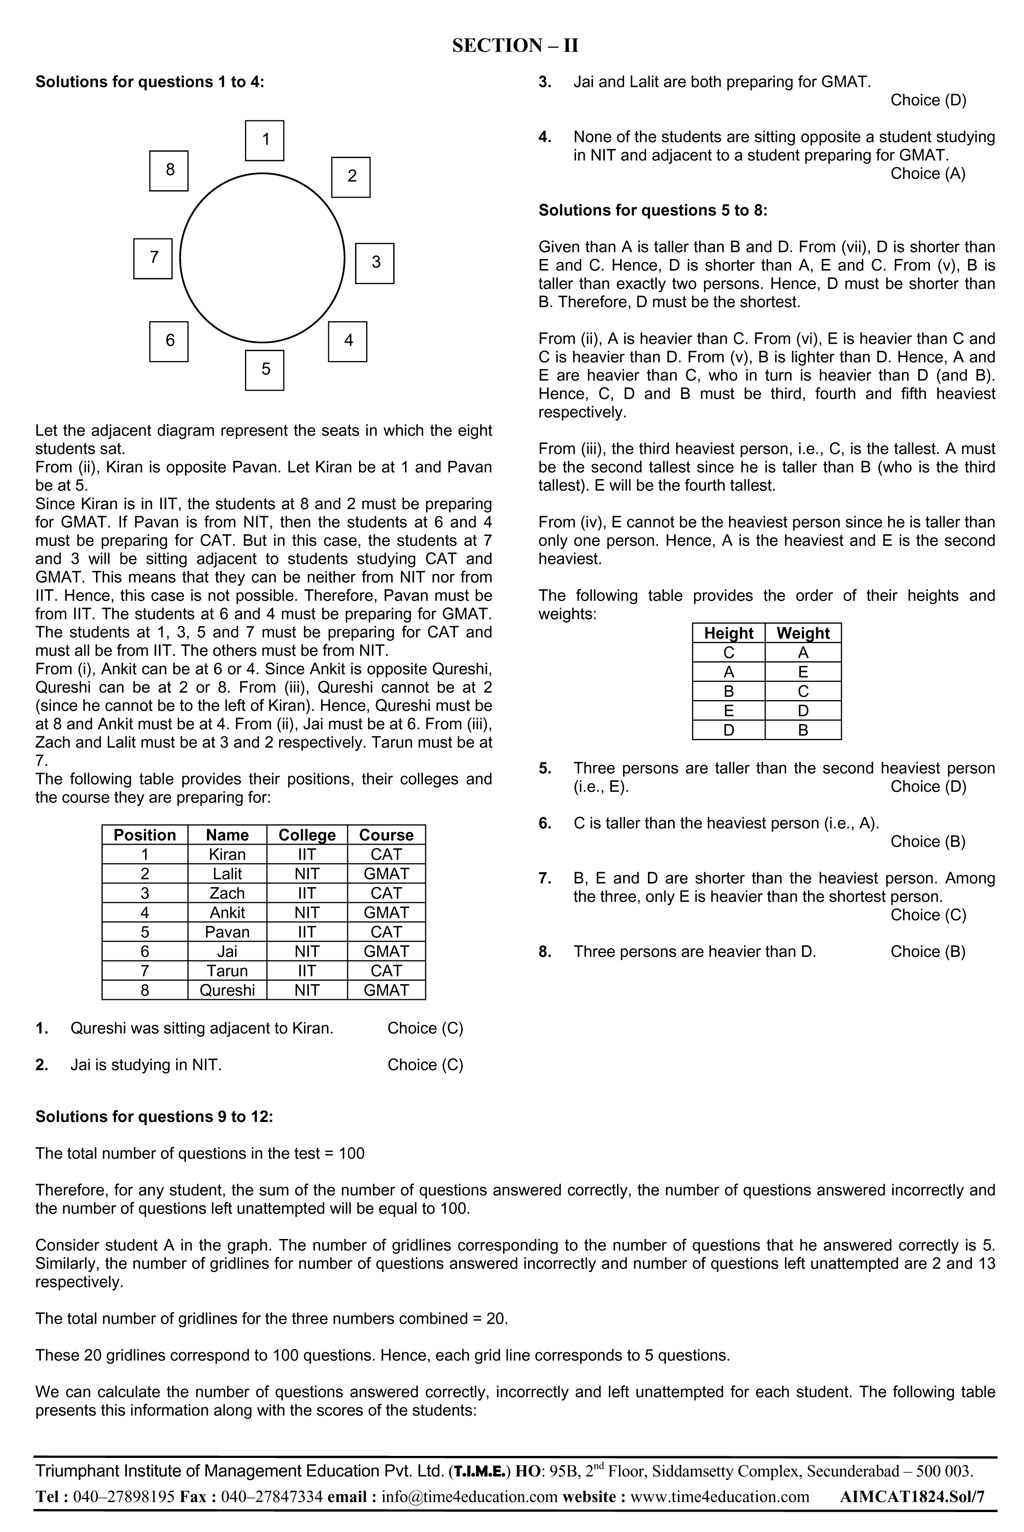 SECTION – II
Solutions for questions 1 to 4:
1
8
2
7
3
6
4
5
Let the adjacent diagram represent the seats in which the eight
students sat.
From (ii), Kiran is opposite Pavan. Let Kiran be at 1 and Pavan
be at 5.
Since Kiran is in IIT, the students at 8 and 2 must be preparing
for GMAT. If Pavan is from NIT, then the students at 6 and 4
must be preparing for CAT. But in this case, the students at 7
and 3 will be sitting adjacent to students studying CAT and
GMAT. This means that they can be neither from NIT nor from
IIT. Hence, this case is not possible. Therefore, Pavan must be
from IIT. The students at 6 and 4 must be preparing for GMAT.
The students at 1, 3, 5 and 7 must be preparing for CAT and
must all be from IIT. The others must be from NIT.
From (i), Ankit can be at 6 or 4. Since Ankit is opposite Qureshi,
Qureshi can be at 2 or 8. From (iii), Qureshi cannot be at 2
(since he cannot be to the left of Kiran). Hence, Qureshi must be
at 8 and Ankit must be at 4. From (ii), Jai must be at 6. From (iii),
Zach and Lalit must be at 3 and 2 respectively. Tarun must be at
7.
The following table provides their positions, their colleges and
the course they are preparing for:
Position Name College Course
1 Kiran IIT CAT
2 Lalit NIT GMAT
3 Zach IIT CAT
4 Ankit NIT GMAT
5 Pavan IIT CAT
6 Jai NIT GMAT
7 Tarun IIT CAT
8 Qureshi NIT GMAT
1. Qureshi was sitting adjacent to Kiran. Choice (C)
2. Jai is studying in NIT. Choice (C)
3. Jai and Lalit are both preparing for GMAT.
Choice (D)
4. None of the students are sitting opposite a student studying
in NIT and adjacent to a student preparing for GMAT.
Choice (A)
Solutions for questions 5 to 8:
Given than A is taller than B and D. From (vii), D is shorter than
E and C. Hence, D is shorter than A, E and C. From (v), B is
taller than exactly two persons. Hence, D must be shorter than
B. Therefore, D must be the shortest.
From (ii), A is heavier than C. From (vi), E is heavier than C and
C is heavier than D. From (v), B is lighter than D. Hence, A and
E are heavier than C, who in turn is heavier than D (and B).
Hence, C, D and B must be third, fourth and fifth heaviest
respectively.
From (iii), the third heaviest person, i.e., C, is the tallest. A must
be the second tallest since he is taller than B (who is the third
tallest). E will be the fourth tallest.
From (iv), E cannot be the heaviest person since he is taller than
only one person. Hence, A is the heaviest and E is the second
heaviest.
The following table provides the order of their heights and
weights:
Height Weight
C A
A E
B C
E D
D B
5. Three persons are taller than the second heaviest person
(i.e., E). Choice (D)
6. C is taller than the heaviest person (i.e., A).
Choice (B)
7. B, E and D are shorter than the heaviest person. Among
the three, only E is heavier than the shortest person.
Choice (C)
8. Three persons are heavier than D. Choice (B)
Solutions for questions 9 to 12:
The total number of questions in the test = 100
Therefore, for any student, the sum of the number of questions answered correctly, the number of questions answered incorrectly and
the number of questions left unattempted will be equal to 100.
Consider student A in the graph. The number of gridlines corresponding to the number of questions that he answered correctly is 5.
Similarly, the number of gridlines for number of questions answered incorrectly and number of questions left unattempted are 2 and 13
respectively.
The total number of gridlines for the three numbers combined = 20.
These 20 gridlines correspond to 100 questions. Hence, each grid line corresponds to 5 questions.
We can calculate the number of questions answered correctly, incorrectly and left unattempted for each student. The following table
presents this information along with the scores of the students:
Triumphant Institute of Management Education Pvt. Ltd. (T.I.M.E.) HO: 95B, 2nd Floor, Siddamsetty Complex, Secunderabad – 500 003.
Tel : 040–27898195 Fax : 040–27847334 email : info@time4education.com website : www.time4education.com AIMCAT1824.Sol/7